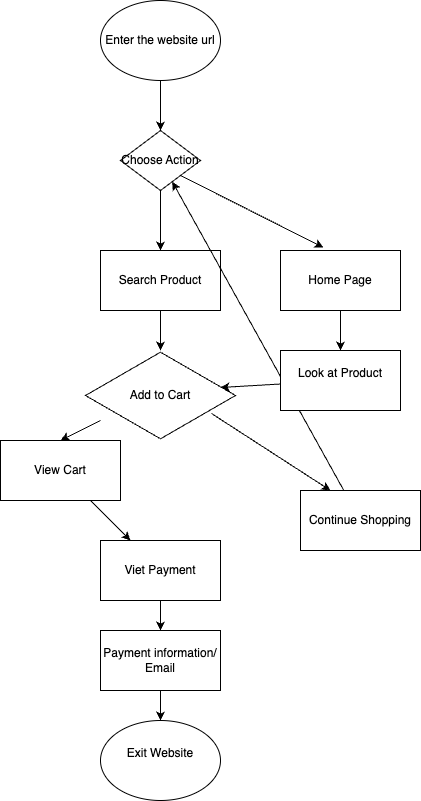 Enter the website url
Choose Action
Search Product
Home Page
Look at Product
Add to Cart
View Cart
Continue Shopping
Viet Payment
Payment information/
Email
Exit Website